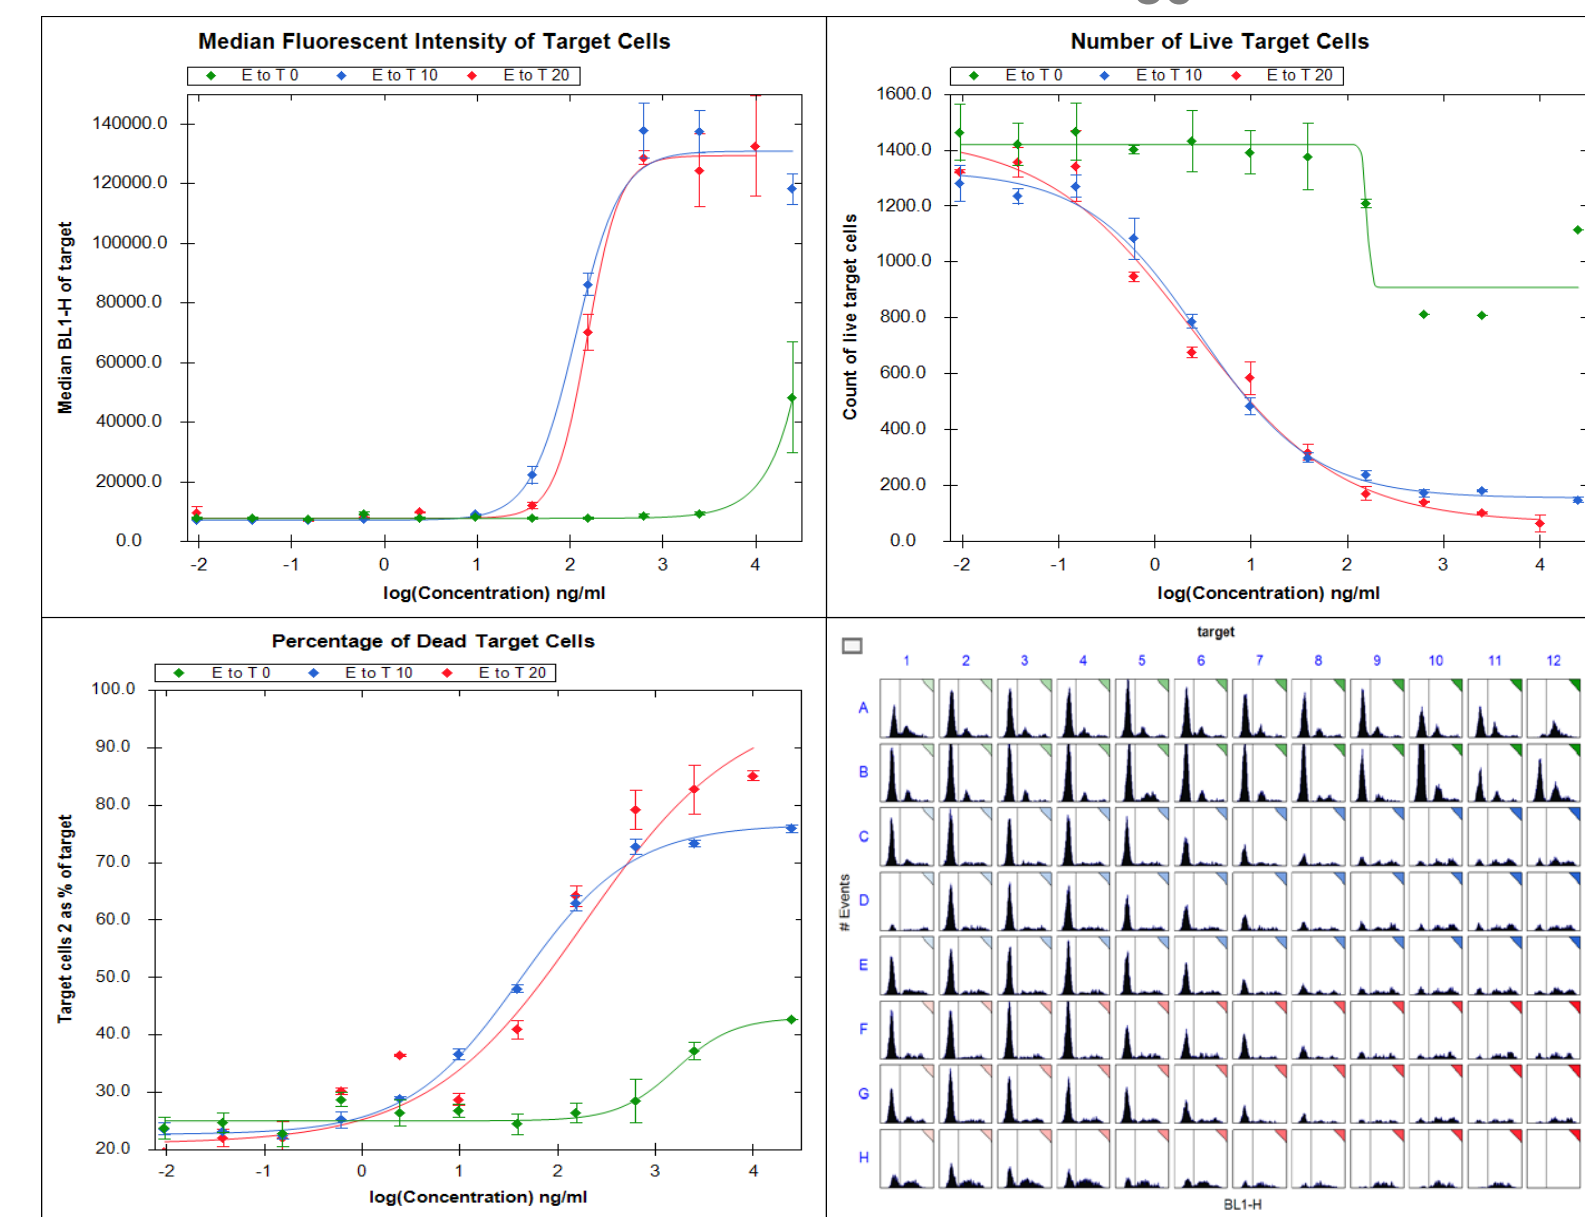 Median Fluorescent Intensity of Target Cells
E to T 0 E to T 10 E to T 20
140000.0
120000.0
100000.0
80000.0
60000.0
40000.0
20000.0
0.0
Median BL1-H of target
-2 -1 0 1 2 3 4
log(Concentration) ng/ml
Number of Live Target Cells
E to T 0 E to T 10 E to T 20
1600.0
1400.0
1200.0
1000.0
800.0
600.0
400.0
200.0
0.0
Count of live target cells
-2 -1 0 1 2 3 4
log(Concentration) ng/ml
Percentage of Dead Target Cells
E to T 0 E to T 10 E to T 20
100.0
90.0
80.0
70.0
60.0
50.0
40.0
30.0
20.0
Target cells 2 as % of target
-2 -1 0 1 2 3 4
log(Concentration) ng/ml
target
1 2 3 4 5 6 7 8 9 10 11 12
A
B
C
D
E
F
G
H
# Events
BL1-H